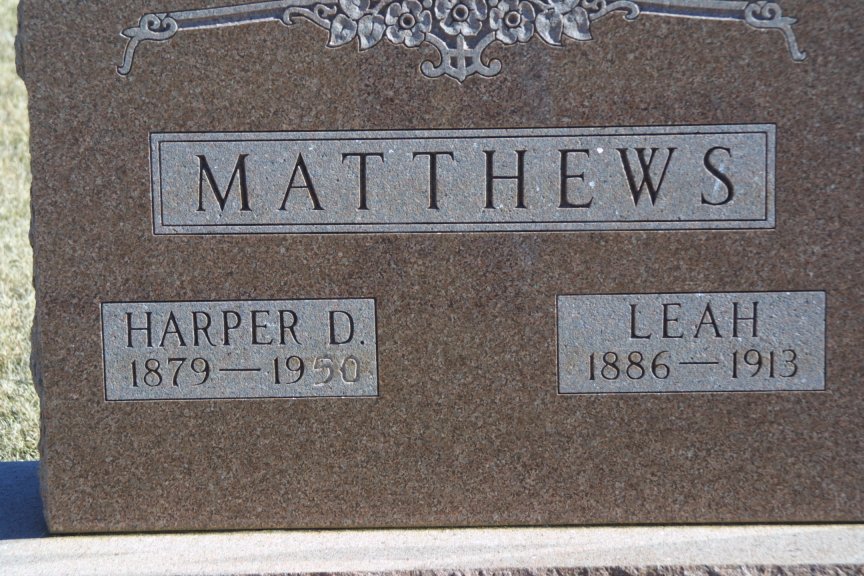 MATTHEWS
HARPER D.
1879 — 1950
LEAH
1886 — 1913